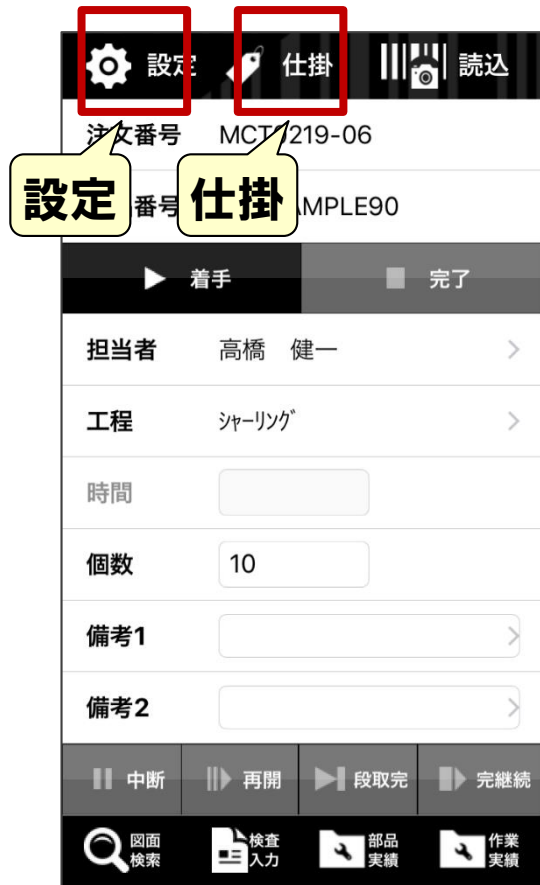 設定 仕掛 読込
注文番号 MCT0219-06
設定 番号 仕掛 AMPLE90
着手 完了
担当者 高橋 健一
工程 ｼｬｰﾘﾝｸﾞ
時間
個数 10
備考1
備考2
中断 再開 段取完 完継続
図面検索 検査入力 部品実績 作業実績